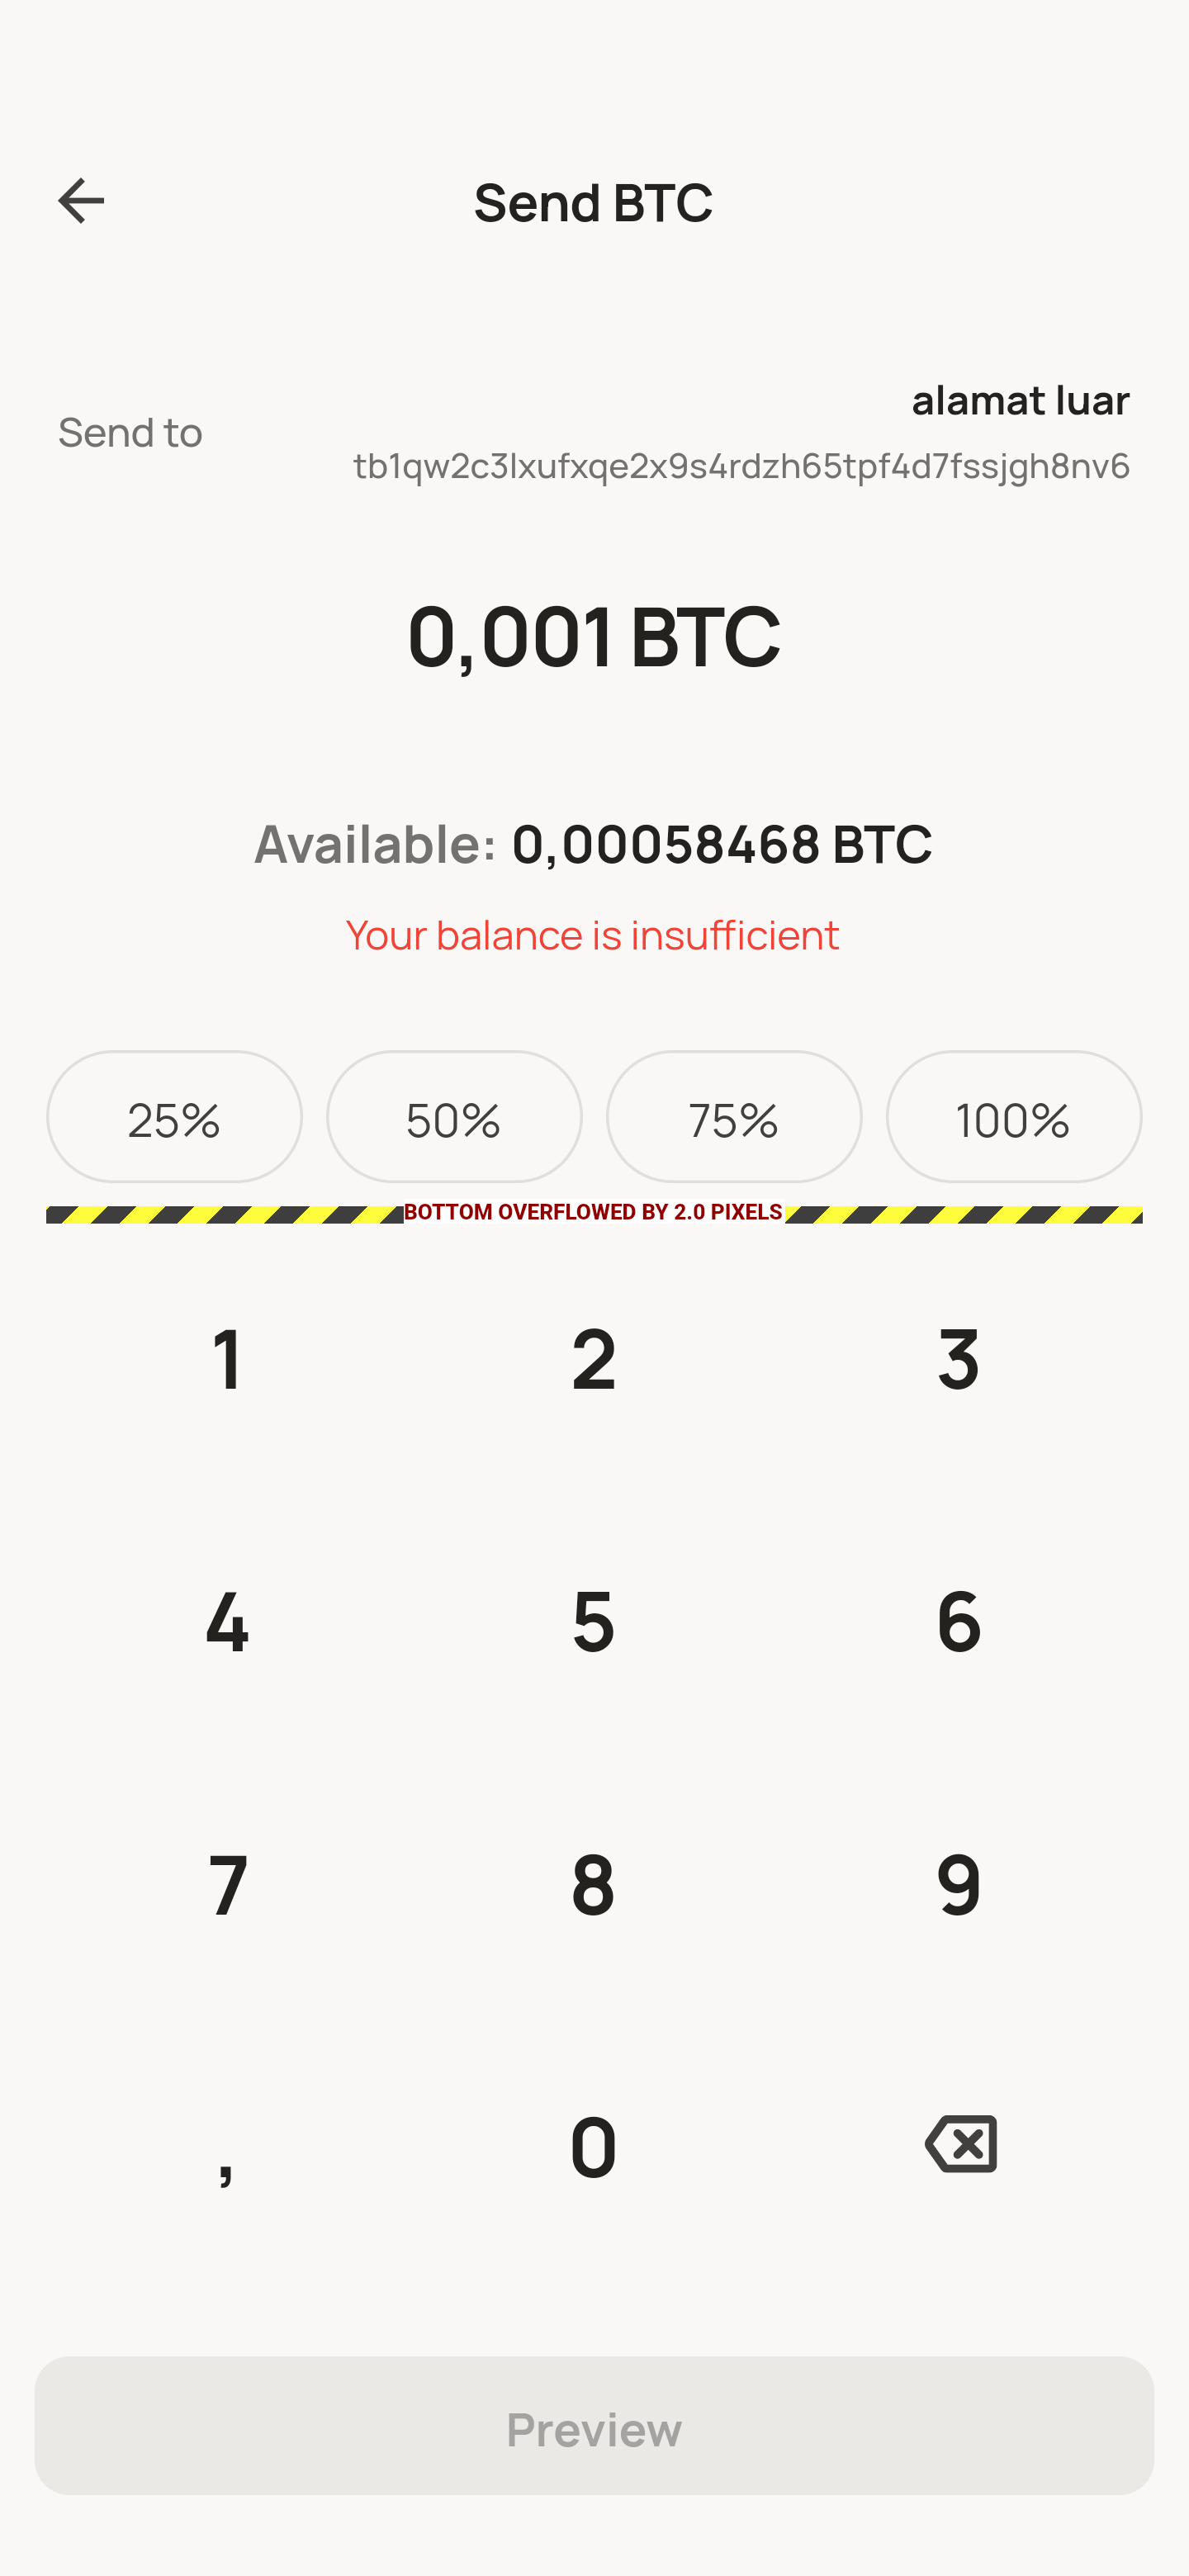 Send BTC
alamat luar
Send to
tb1qw2c3lxufxqe2x9s4rdzh65tpf4d7fssjgh8nv6
0,001 BTC
Available: 0,00058468 BTC
Your balance is insufficient
25% 50% 75% 100%
BOTTOM OVERFLOWED BY 2.0 PIXELS
1 2 3
4 5 6
7 8 9
, 0
Preview